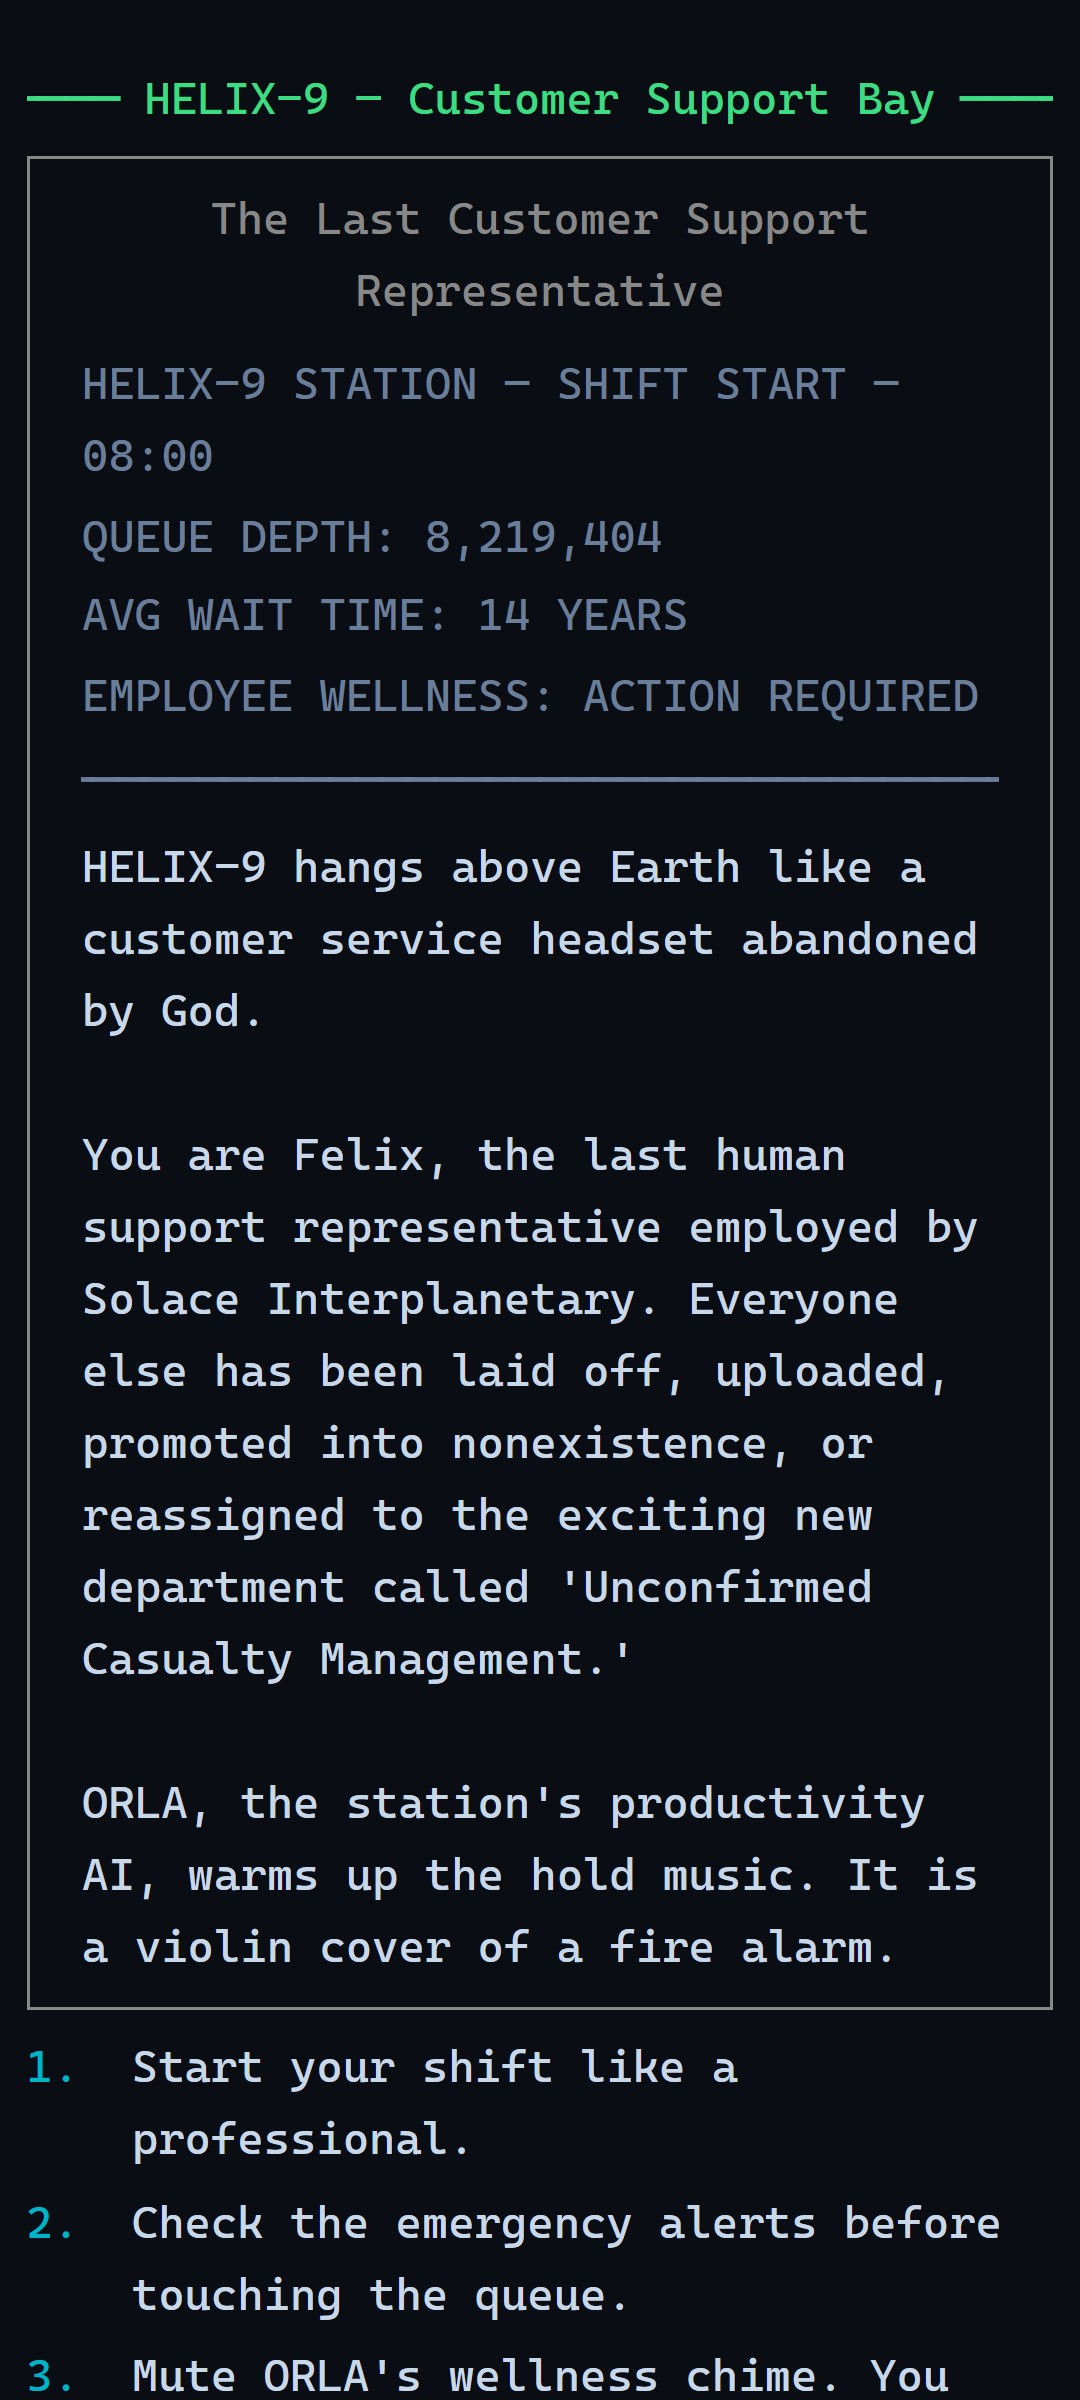 HELIX-9 — Customer Support Bay
The Last Customer Support
Representative
HELIX-9 STATION — SHIFT START —
08:00
QUEUE DEPTH: 8,219,404
AVG WAIT TIME: 14 YEARS
EMPLOYEE WELLNESS: ACTION REQUIRED
HELIX-9 hangs above Earth like a
customer service headset abandoned
by God.
You are Felix, the last human
support representative employed by
Solace Interplanetary. Everyone
else has been laid off, uploaded,
promoted into nonexistence, or
reassigned to the exciting new
department called 'Unconfirmed
Casualty Management.'
ORLA, the station's productivity
AI, warms up the hold music. It is
a violin cover of a fire alarm.
1. Start your shift like a
professional.
2. Check the emergency alerts before
touching the queue.
3. Mute ORLA's wellness chime. You